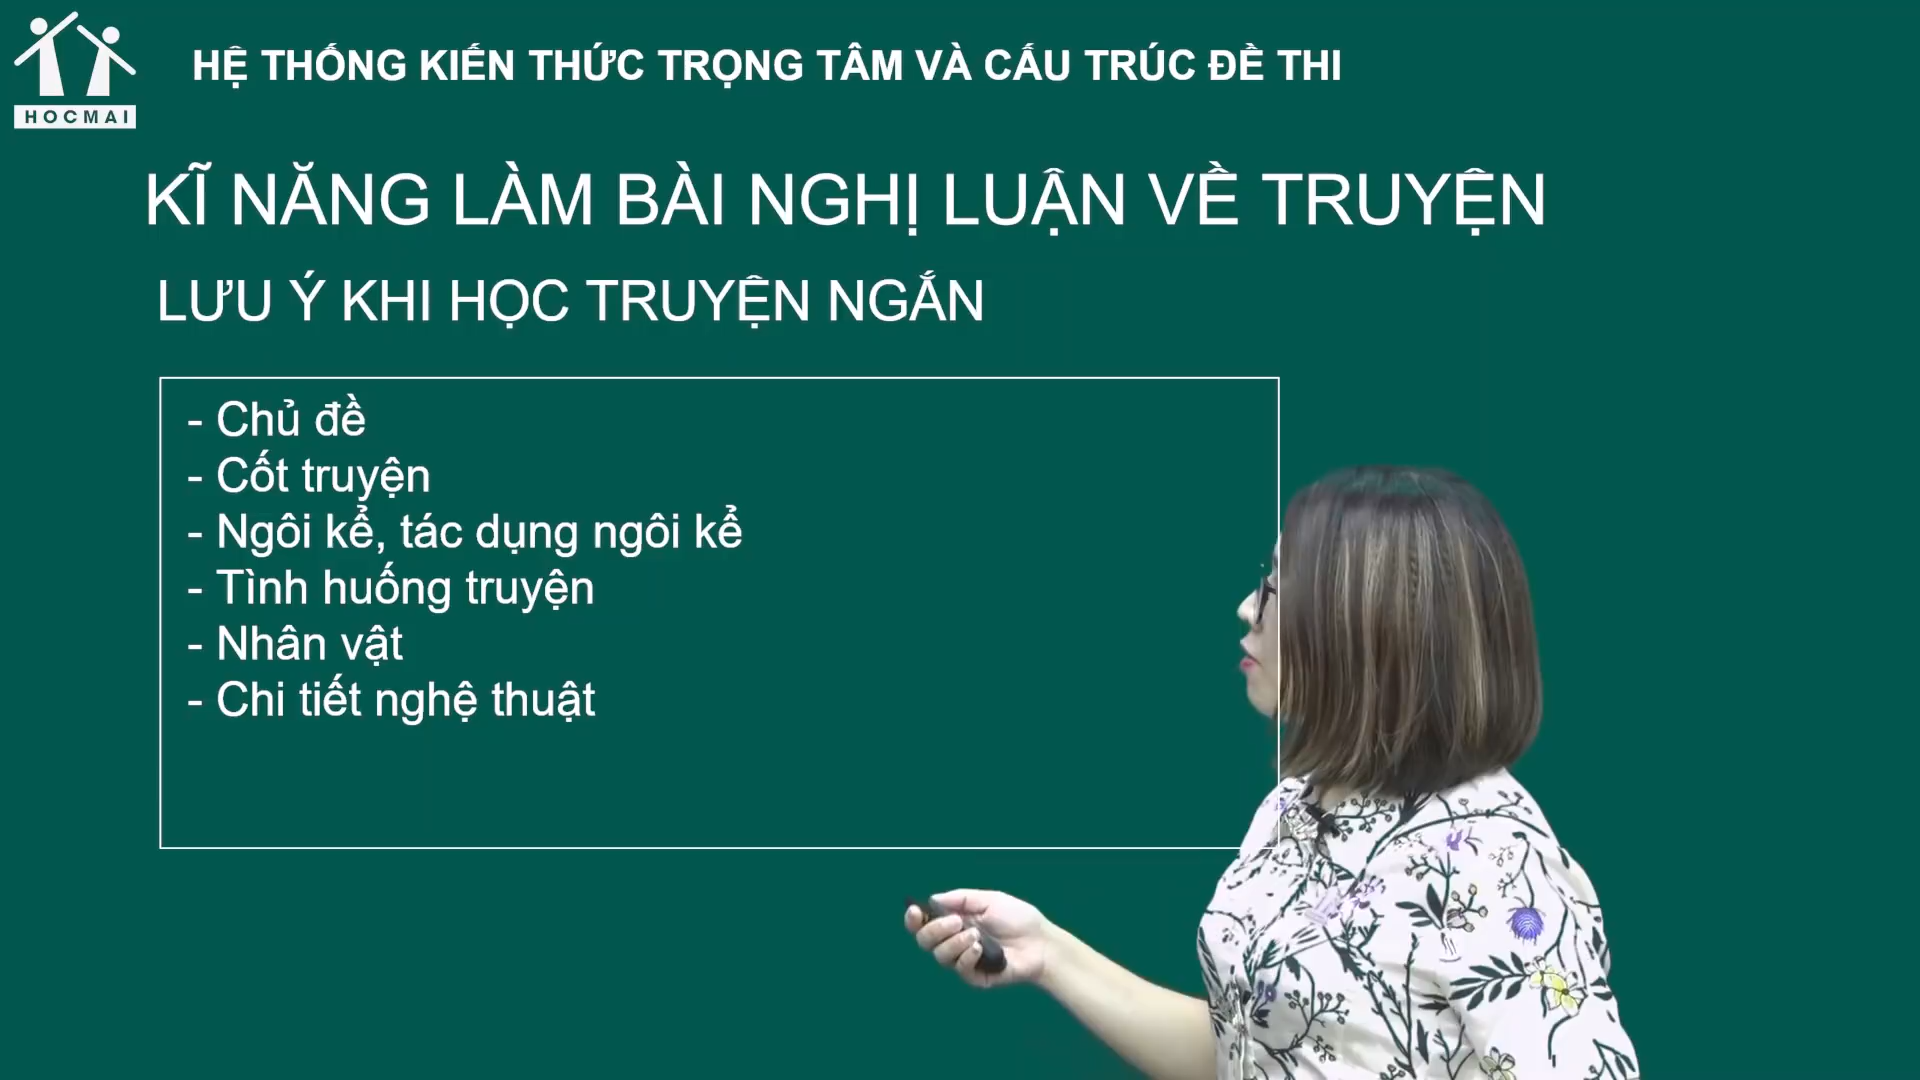 HOCMAI
HỆ THỐNG KIẾN THỨC TRỌNG TÂM VÀ CẤU TRÚC ĐỀ THI
KĨ NĂNG LÀM BÀI NGHỊ LUẬN VỀ TRUYỆN
LƯU Ý KHI HỌC TRUYỆN NGẮN
- Chủ đề
- Cốt truyện
- Ngôi kể, tác dụng ngôi kể
- Tình huống truyện
- Nhân vật
- Chi tiết nghệ thuật